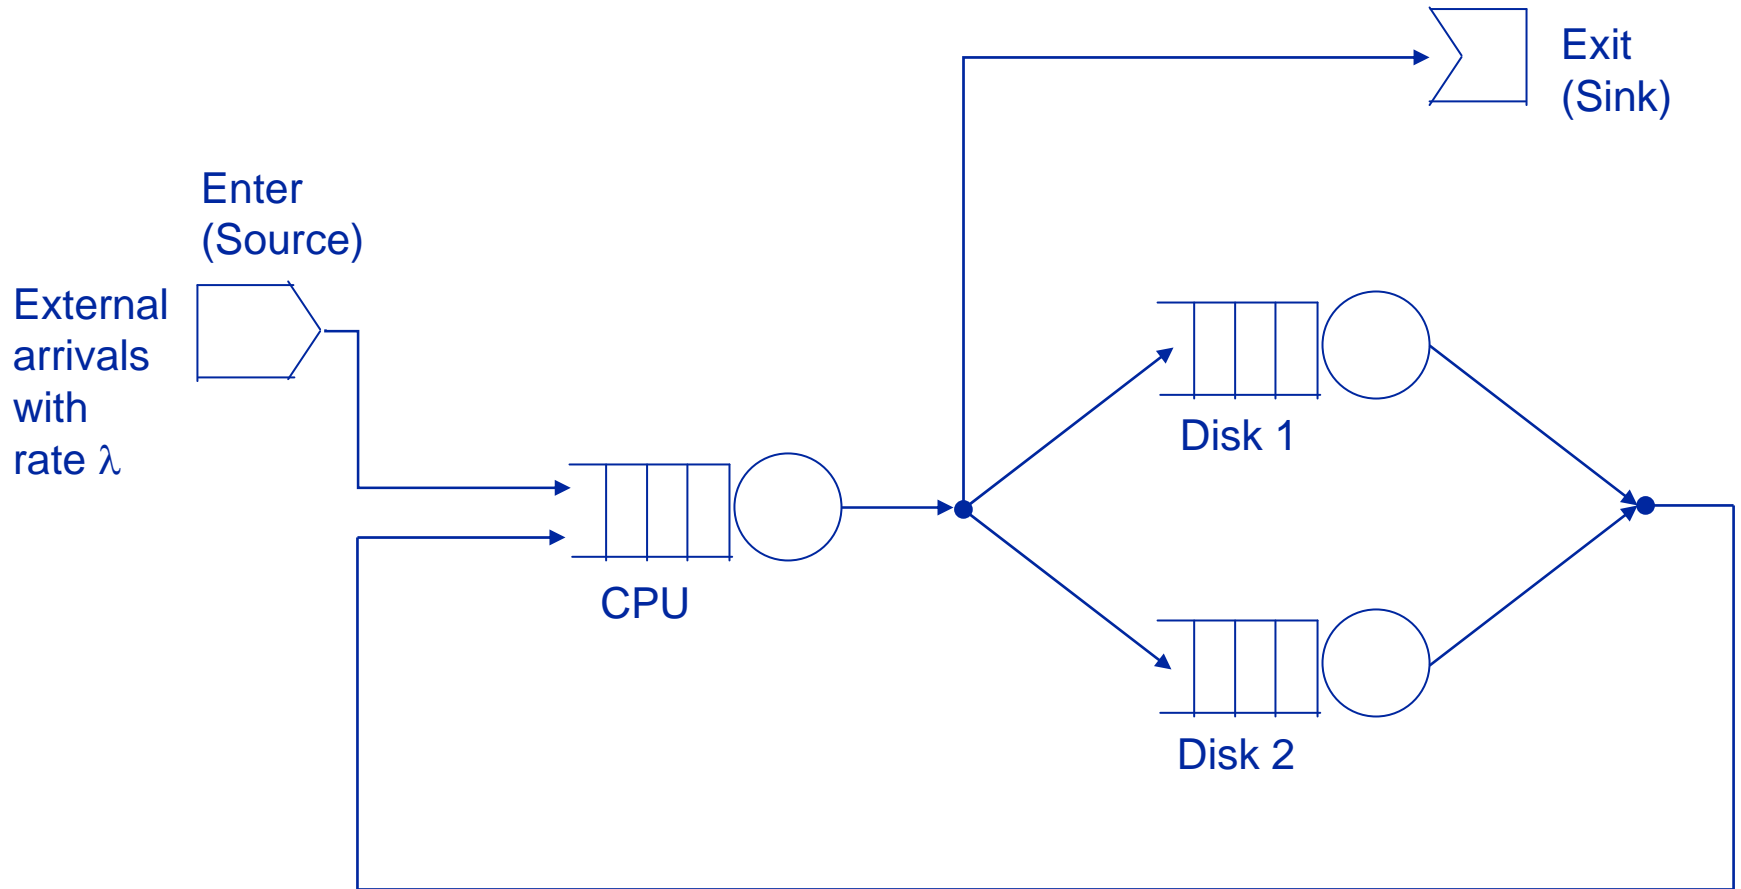 Exit
(Sink)
Enter
(Source)
External
arrivals
with
rate λ
Disk 1
CPU
Disk 2